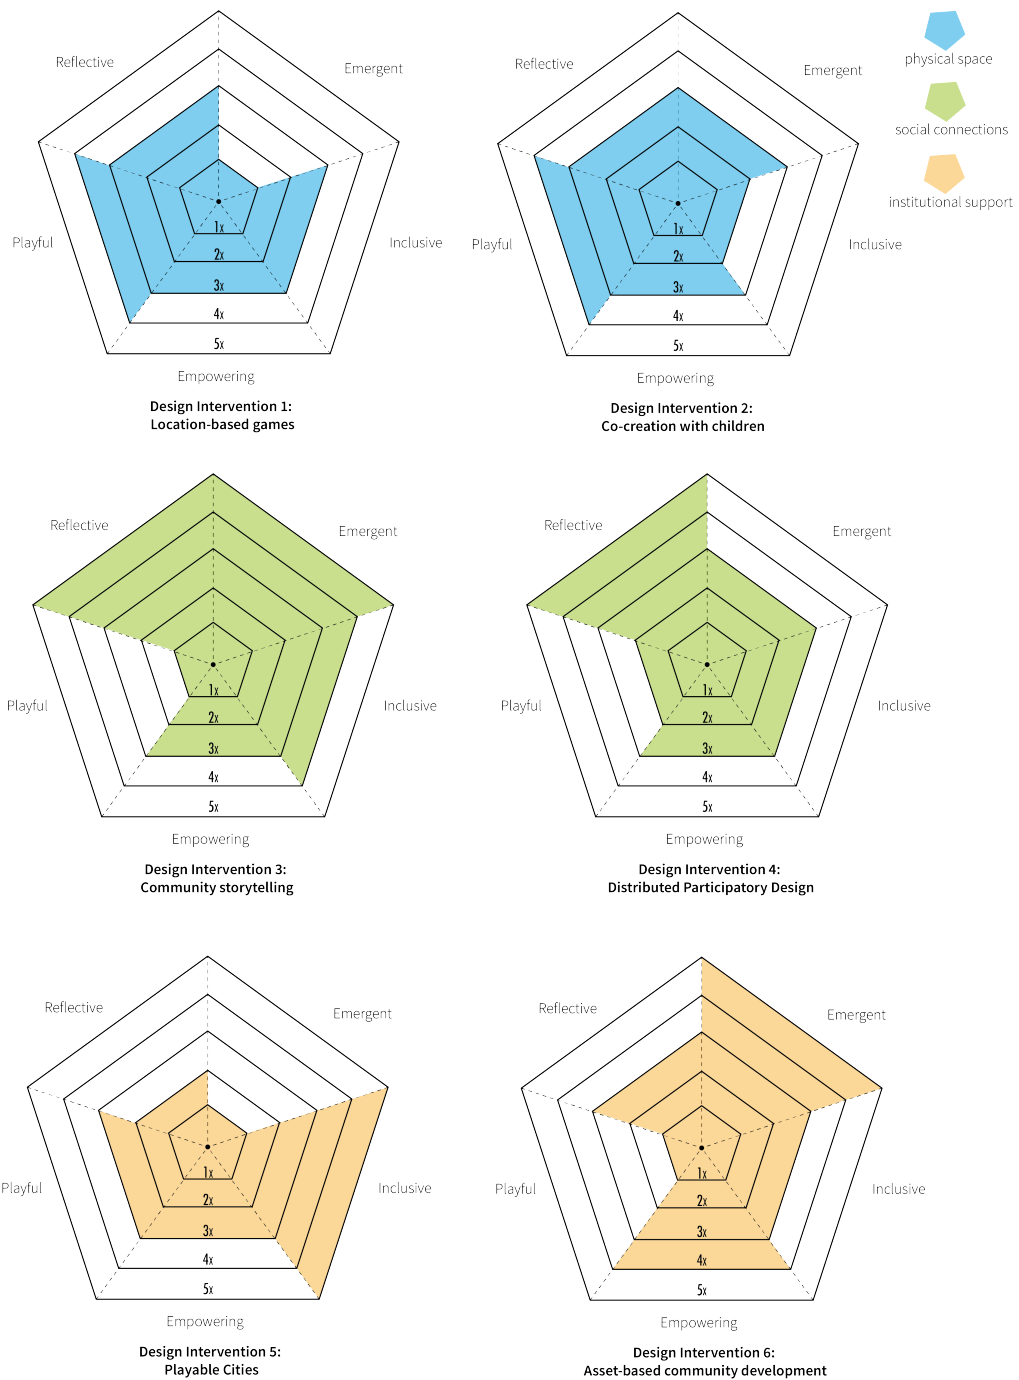 Reflective
Emergent
Playful
Inclusive
1x
2x
3x
4x
5x
Empowering
Design Intervention 1:
Location-based games
Reflective
Emergent
Playful
Inclusive
1x
2x
3x
4x
5x
Empowering
Design Intervention 2:
Co-creation with children
physical space
social connections
institutional support
Reflective
Emergent
Playful
Inclusive
1x
2x
3x
4x
5x
Empowering
Design Intervention 3:
Community storytelling
Reflective
Emergent
Playful
Inclusive
1x
2x
3x
4x
5x
Empowering
Design Intervention 4:
Distributed Participatory Design
Reflective
Emergent
Playful
Inclusive
1x
2x
3x
4x
5x
Empowering
Design Intervention 5:
Playable Cities
Reflective
Emergent
Playful
Inclusive
1x
2x
3x
4x
5x
Empowering
Design Intervention 6:
Asset-based community development